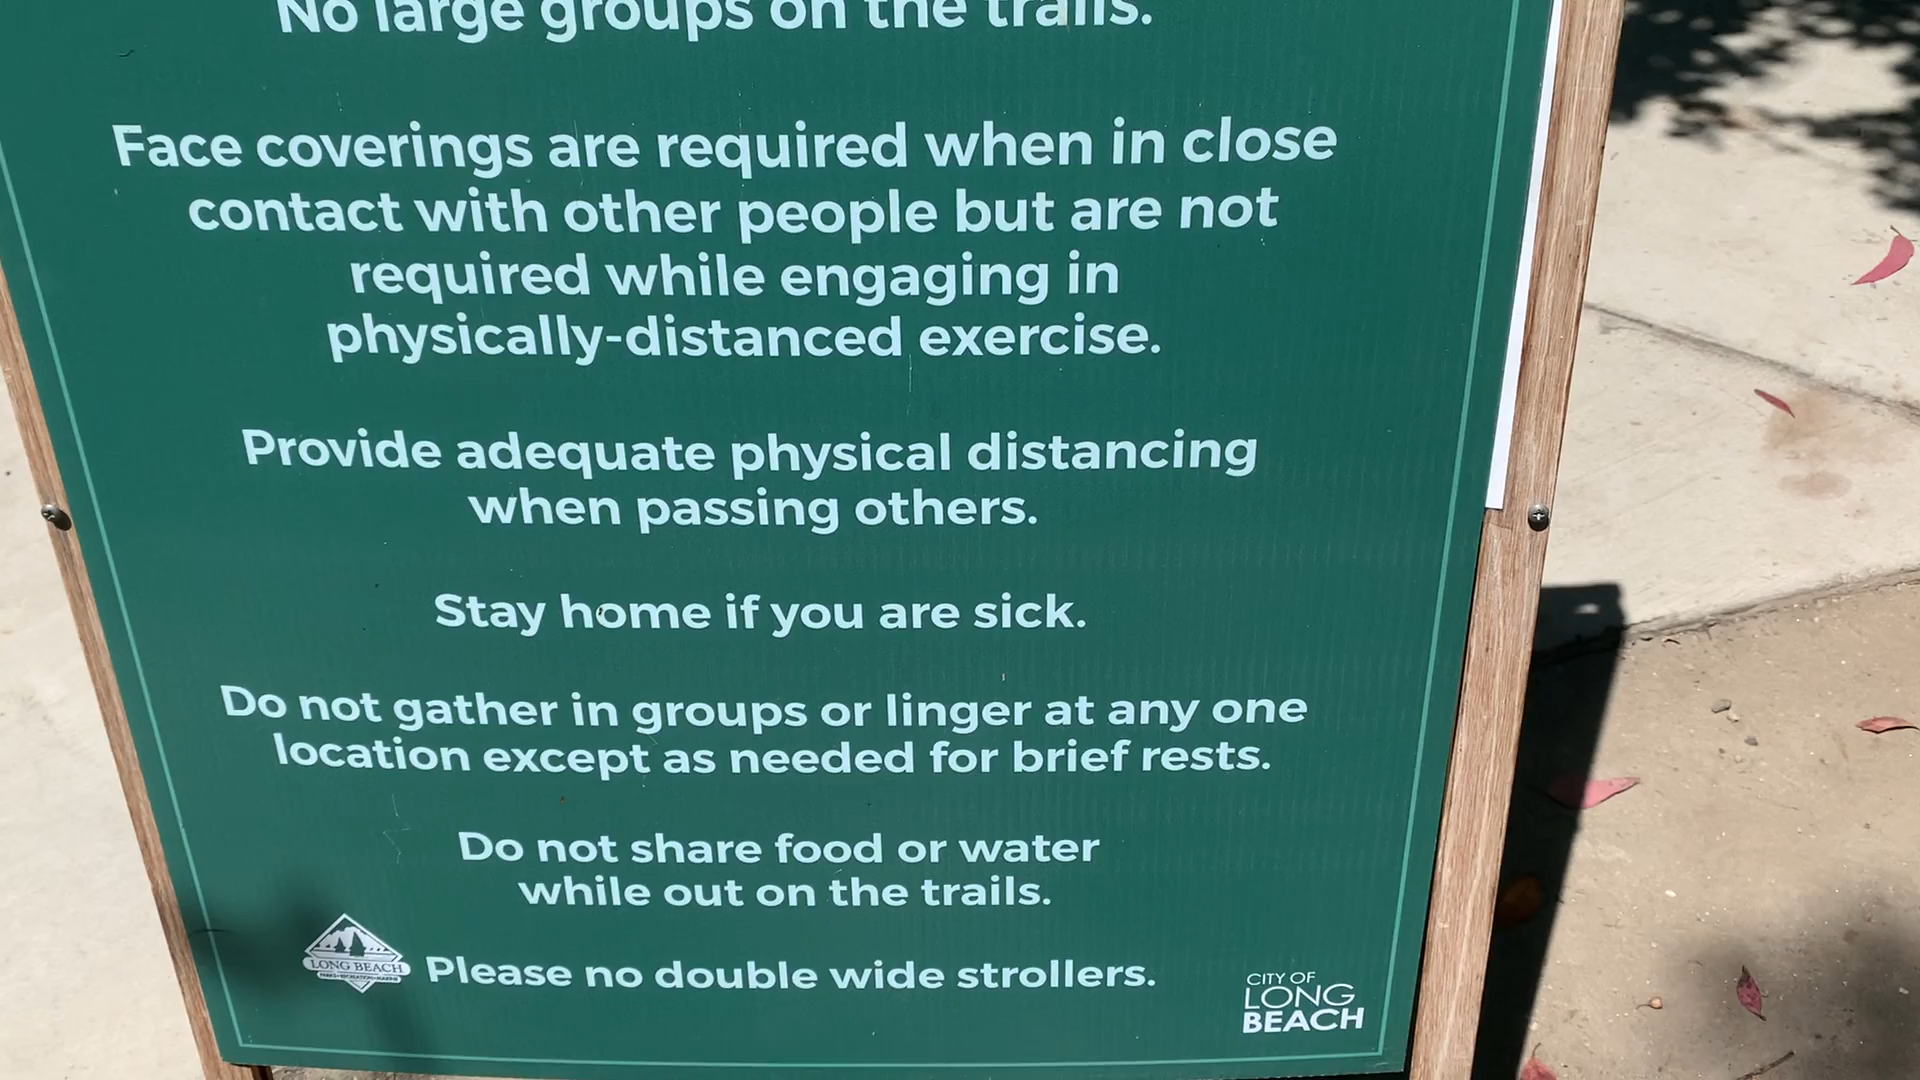 No large groups on the trails.
Face coverings are required when in close
contact with other people but are not
required while engaging in
physically-distanced exercise.
Provide adequate physical distancing
when passing others.
Stay home if you are sick.
Do not gather in groups or linger at any one
location except as needed for brief rests.
Do not share food or water
while out on the trails.
LONG BEACH
PARKS•RECREATION•MARINE
Please no double wide strollers.
CITY OF
LONG
BEACH